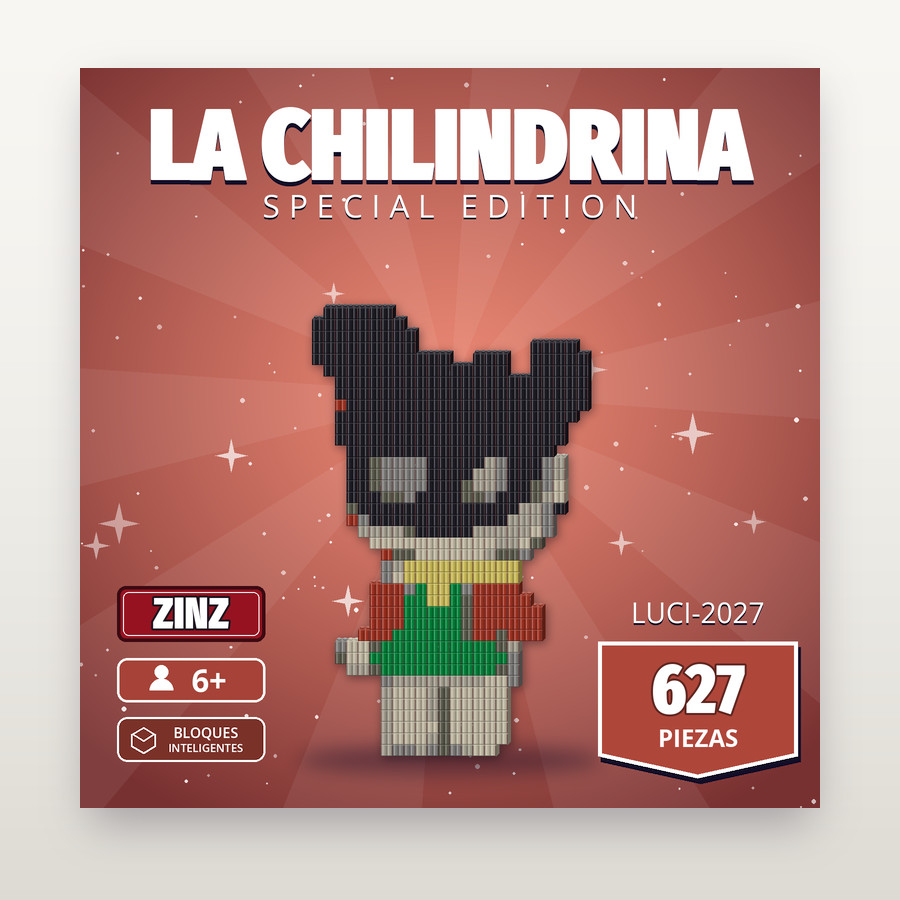 LA CHILINDRINA
SPECIAL EDITION
ZINZ
6+
BLOQUES
INTELIGENTES
LUCI-2027
627
PIEZAS